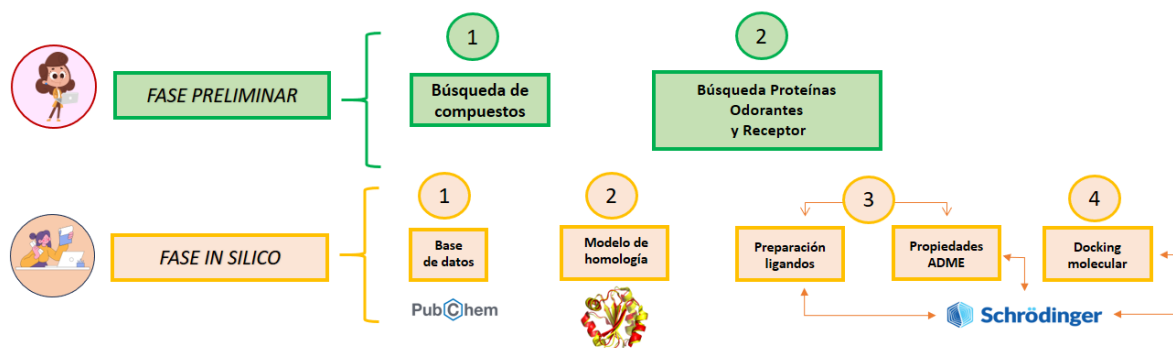 1
2
FASE PRELIMINAR
Búsqueda de
compuestos
Búsqueda Proteínas
Odorantes
y Receptor
1
2
3
4
FASE IN SILICO
Base
de datos
Modelo de
homología
Preparación
ligandos
Propiedades
ADME
Docking
molecular
PubChem
Schrödinger